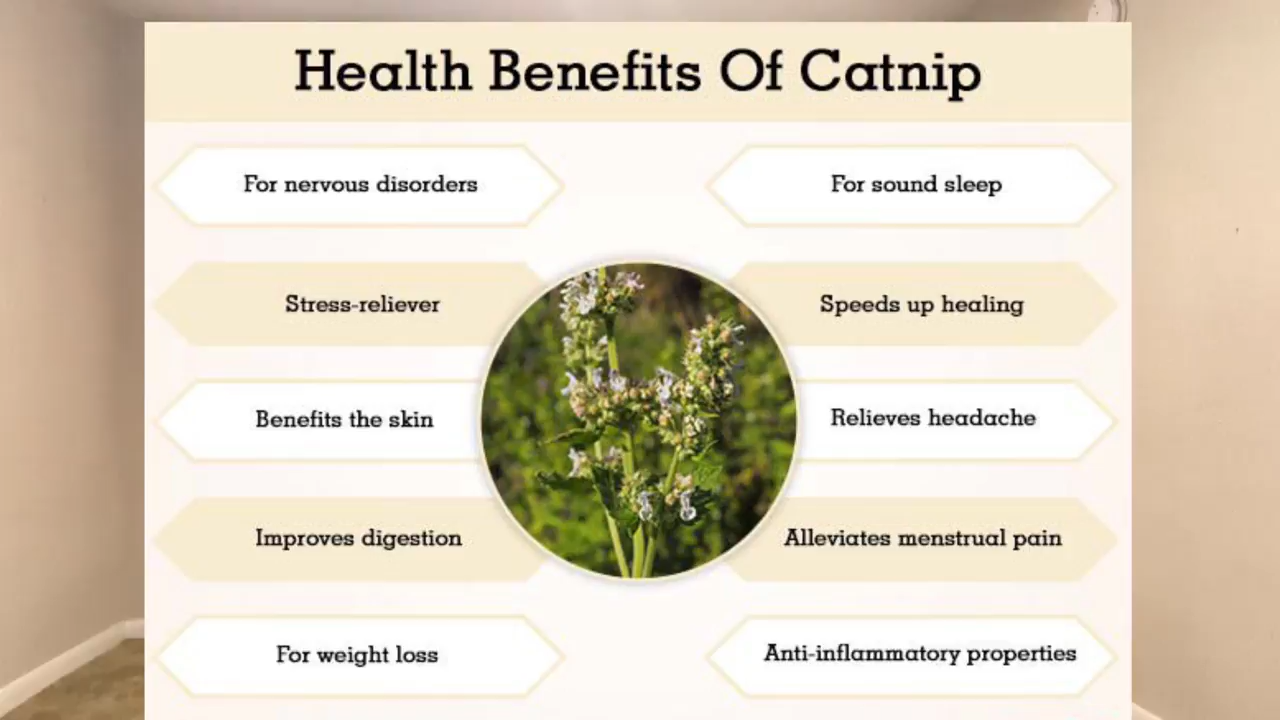 Health Benefits Of Catnip
For nervous disorders
For sound sleep
Stress-reliever
Speeds up healing
Benefits the skin
Relieves headache
Improves digestion
Alleviates menstrual pain
For weight loss
Anti-inflammatory properties